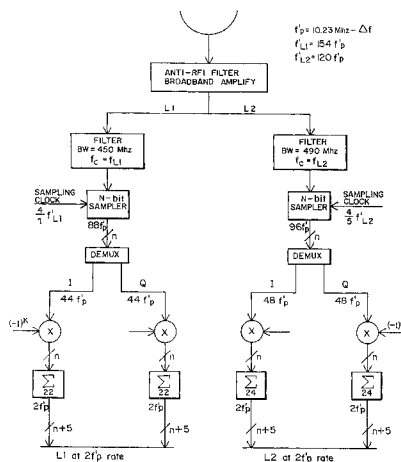 f'p = 10.23 Mhz - Δf
f'L1 = 154 f'p
f'L2 = 120 f'p
ANTI-RFI FILTER
BROADBAND AMPLIFY
L1
L2
FILTER
BW = 450 Mhz
fc = f'L1
FILTER
BW = 490 Mhz
fc = f'L2
SAMPLING
CLOCK
4/7 f'L1
N-bit
SAMPLER
N-bit
SAMPLER
SAMPLING
CLOCK
4/5 f'L2
88f'p
n
96f'p
n
DEMUX
DEMUX
I
Q
I
Q
44 f'p
44 f'p
48 f'p
48 f'p
(-1)^K
X
X
X
X
(-1)
n
n
n
n
Σ
22
Σ
22
Σ
24
Σ
24
2f'p
2f'p
2f'p
2f'p
n+5
n+5
n+5
n+5
L1 at 2f'p rate
L2 at 2f'p rate